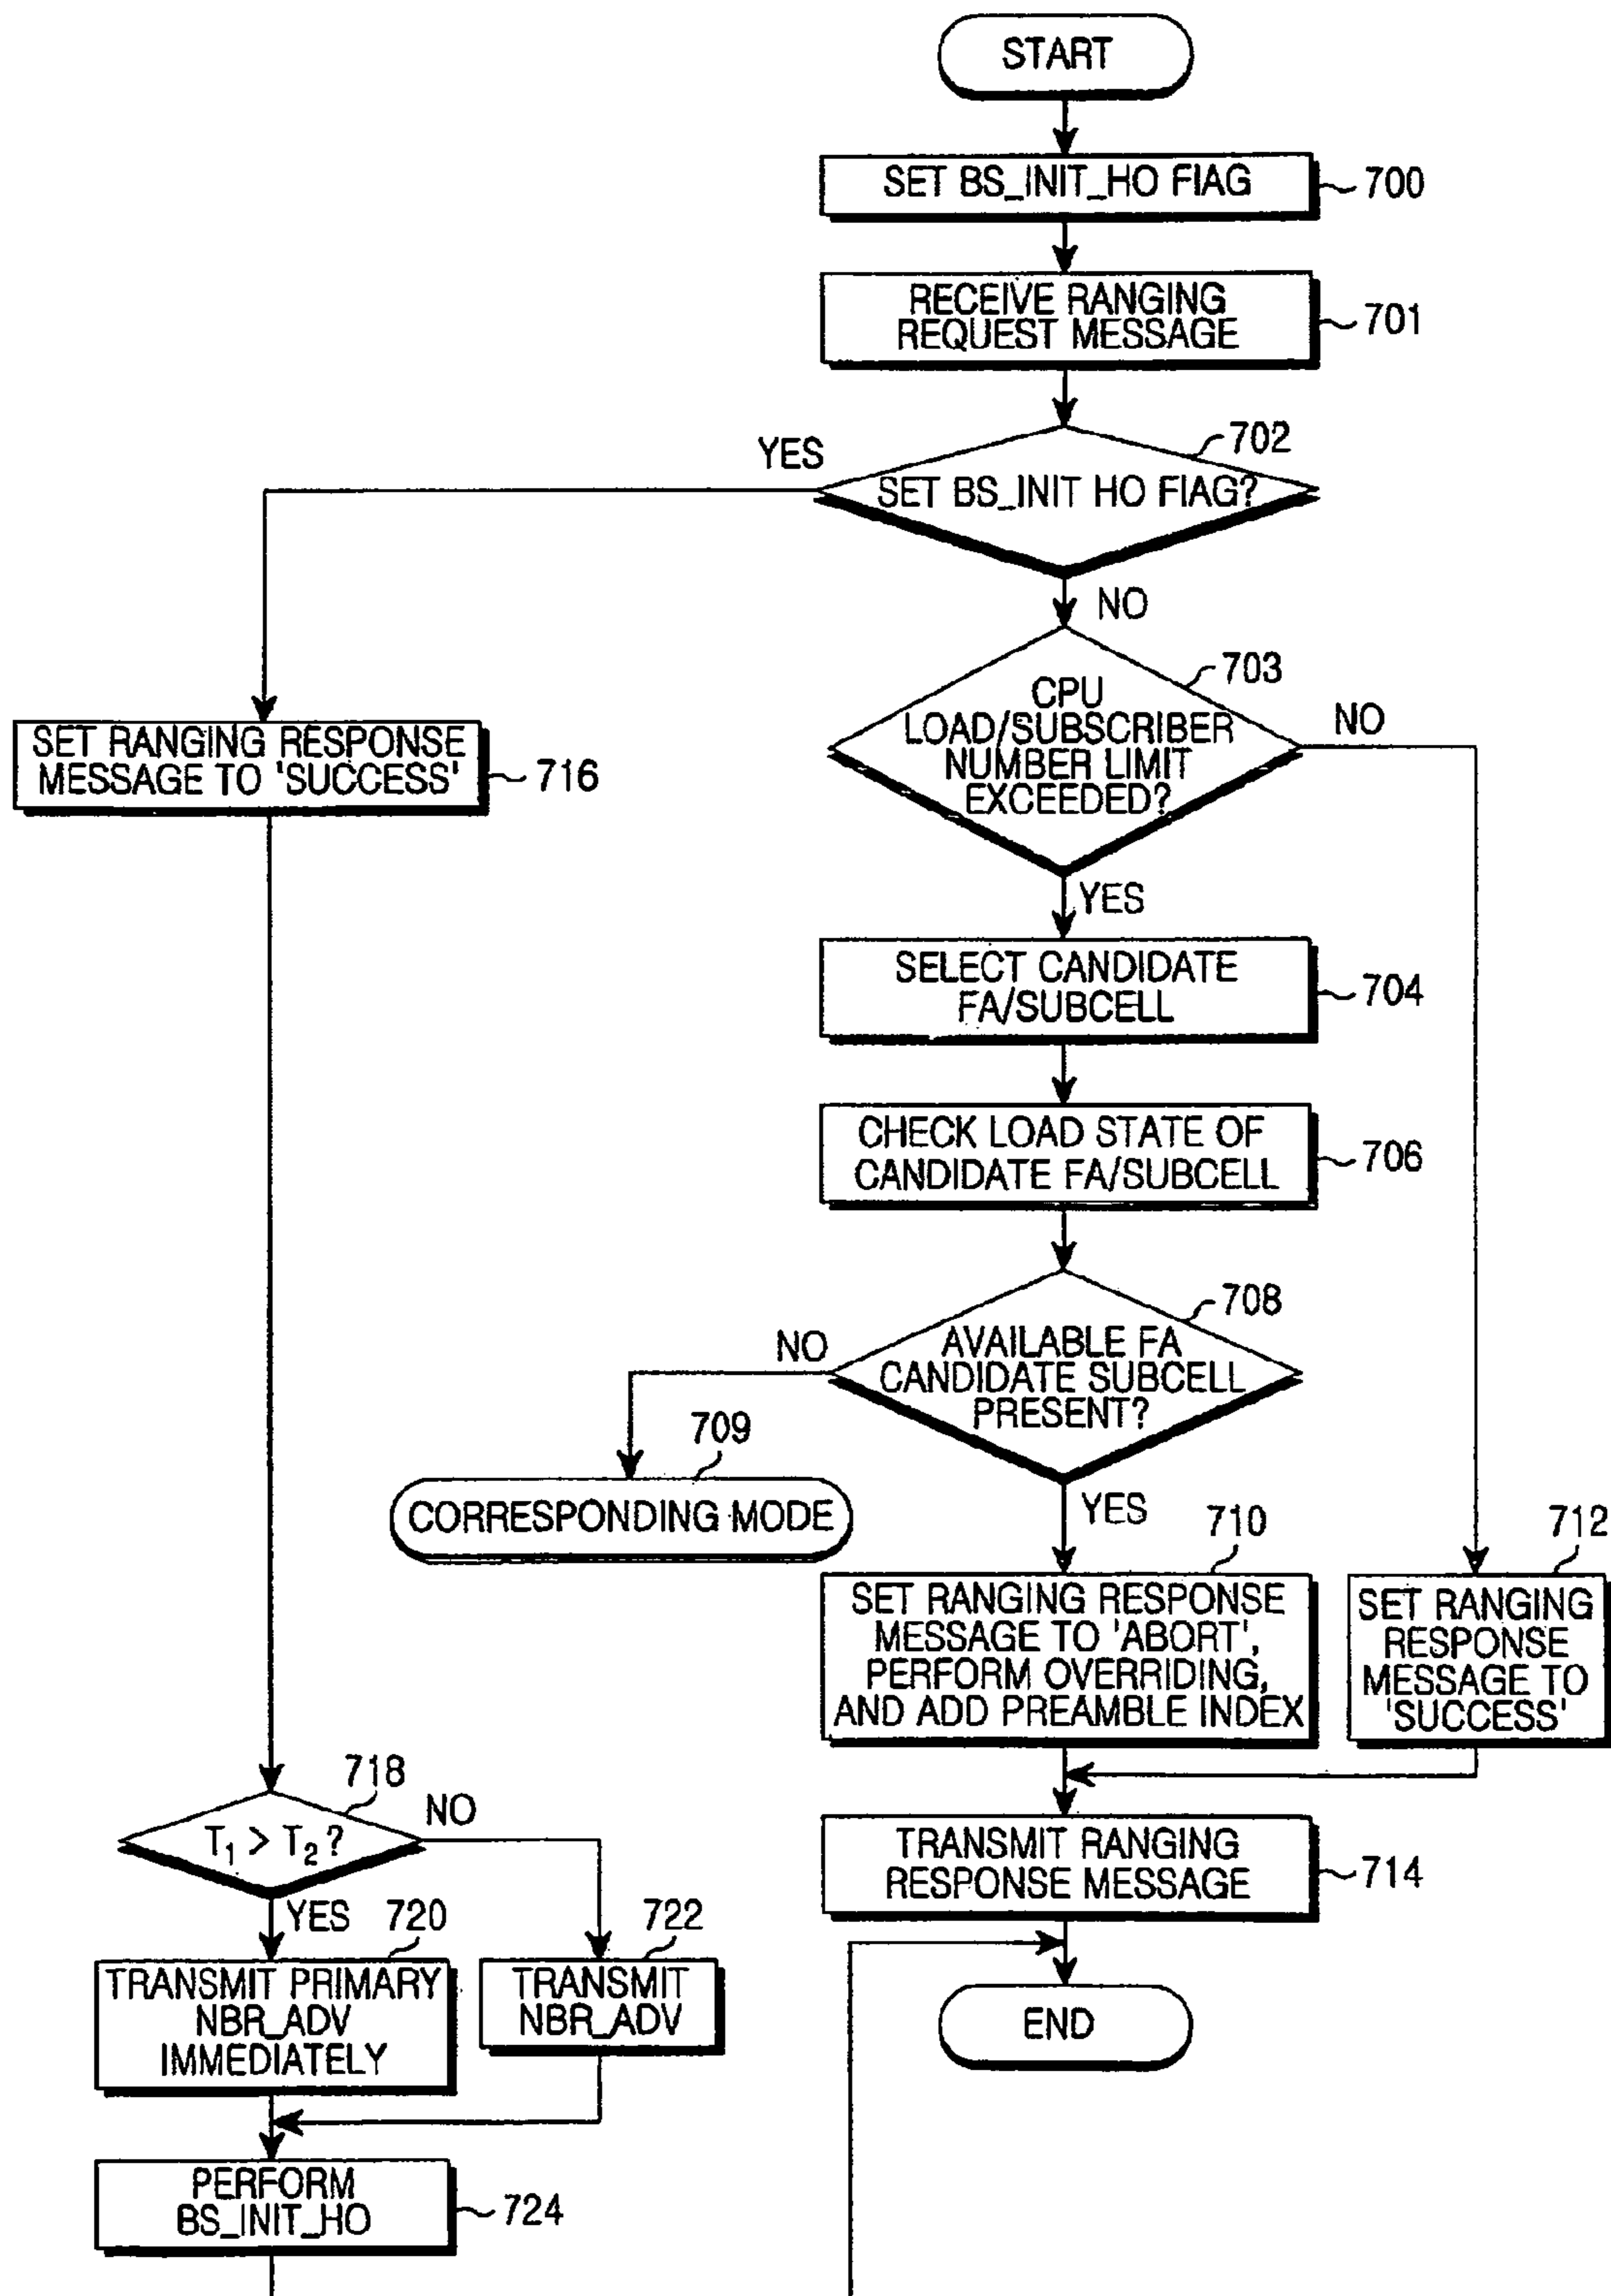 START
SET BS_INIT_HO FIAG
700
RECEIVE RANGING
REQUEST MESSAGE
701
702
YES
SET BS_INIT HO FIAG?
NO
703
CPU
LOAD/SUBSCRIBER
NUMBER LIMIT
EXCEEDED?
NO
SET RANGING RESPONSE
MESSAGE TO 'SUCCESS'
716
YES
SELECT CANDIDATE
FA/SUBCELL
704
CHECK LOAD STATE OF
CANDIDATE FA/SUBCELL
706
708
NO
AVAILABLE FA
CANDIDATE SUBCELL
PRESENT?
709
CORRESPONDING MODE
YES
710
712
SET RANGING RESPONSE
MESSAGE TO 'ABORT',
PERFORM OVERRIDING,
AND ADD PREAMBLE INDEX
SET RANGING
RESPONSE
MESSAGE TO
'SUCCESS'
718
NO
T1 > T2?
TRANSMIT RANGING
RESPONSE MESSAGE
714
YES
720
722
TRANSMIT PRIMARY
NBR_ADV
IMMEDIATELY
TRANSMIT
NBR_ADV
END
PERFORM
BS_INIT_HO
724